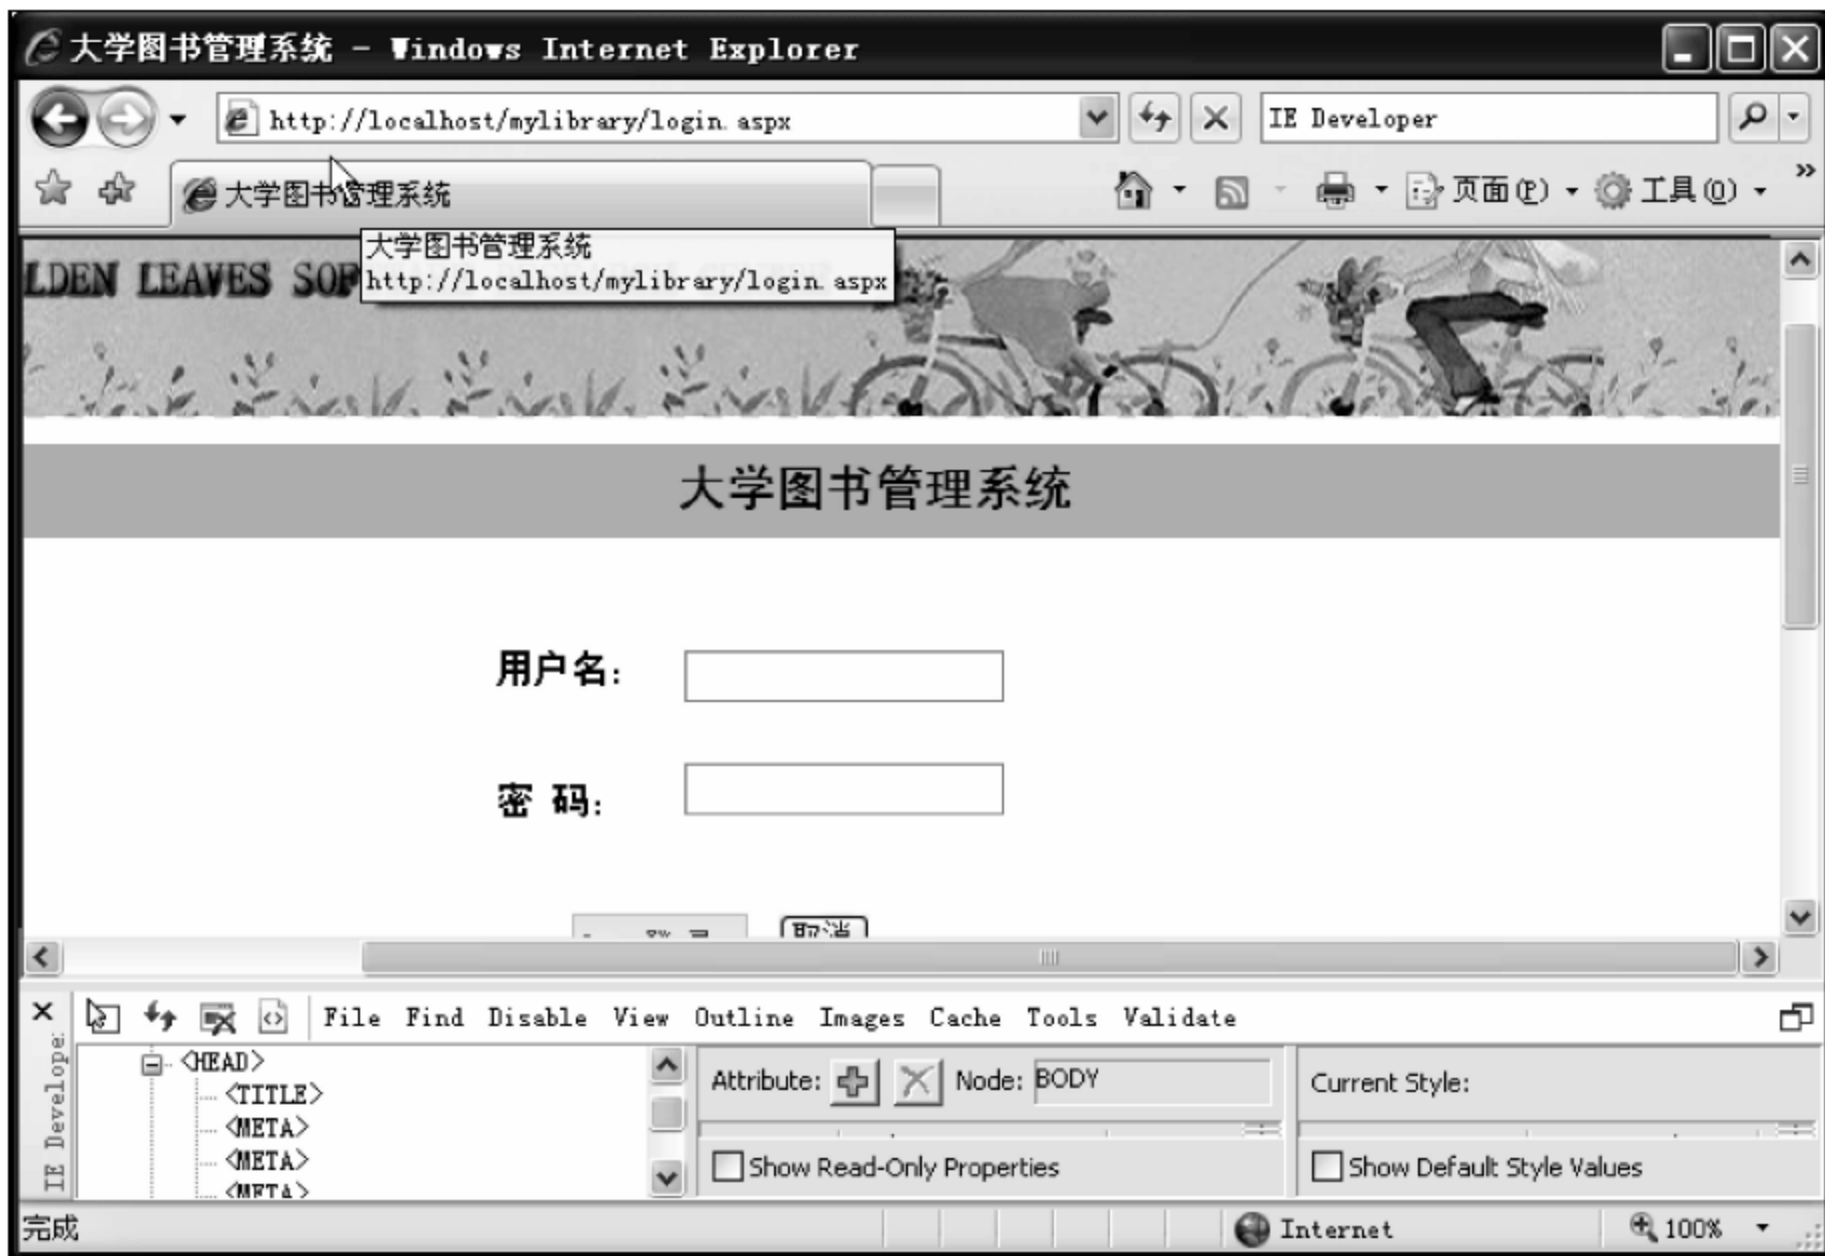 大学图书管理系统 - Windows Internet Explorer
http://localhost/mylibrary/login.aspx
IE Developer
大学图书管理系统
页面(P)
工具(O)
»
大学图书管理系统
http://localhost/mylibrary/login.aspx
LDEN LEAVES SOF
大学图书管理系统
用户名:
密 码:
取消
File Find Disable View Outline Images Cache Tools Validate
IE Develope
<HEAD>
<TITLE>
<META>
<META>
<META>
Attribute:
Node: BODY
Current Style:
Show Read-Only Properties
Show Default Style Values
完成
Internet
100%